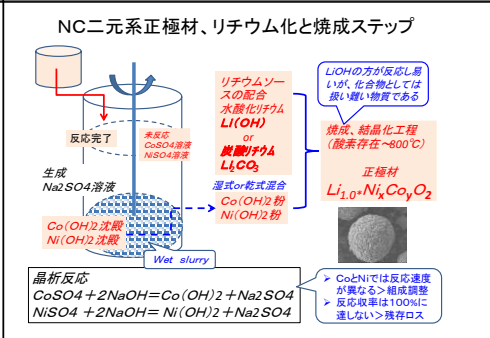 NC二元系正極材、リチウム化と焼成ステップ
リチウムソー
スの配合
水酸化リチウム
LI(OH)
or
炭酸リチウム
LI2CO3
LiOHの方が反応し易
いが、化合物としては
扱い難い物質である
反応完了
未反応
CoSO4溶液
NiSO4溶液
焼成、結晶化工程
(酸素存在~800℃)
正極材
Li1.0*NixCoyO2
生成
Na2SO4溶液
湿式or乾式混合
Co(OH)2粉
Ni(OH)2粉
Co(OH)2沈殿
Ni(OH)2沈殿
Wet slurry
晶析反応
CoSO4+2NaOH=Co(OH)2+Na2SO4
NiSO4 +2NaOH= Ni(OH)2+Na2SO4
➢ CoとNiでは反応速度
が異なる>組成調整
➢ 反応収率は100%に
達しない>残存ロス